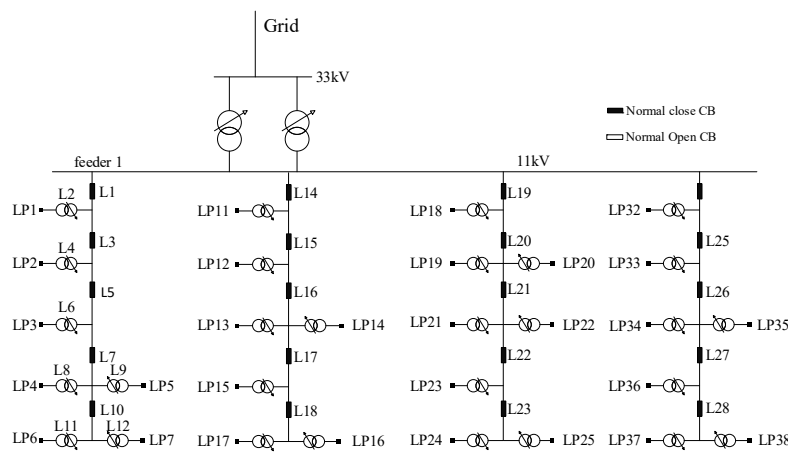 Grid
33kV
Normal close CB
Normal Open CB
feeder 1
11kV
L1
L14
L19
L2
LP1
LP11
LP18
LP32
L3
L15
L20
L25
L4
LP2
LP12
LP19
LP20
LP33
L5
L16
L21
L26
L6
LP3
LP13
LP14
LP21
LP22
LP34
LP35
L7
L17
L22
L27
L8
L9
LP4
LP5
LP15
LP23
LP36
L10
L18
L23
L28
L11
L12
LP6
LP7
LP17
LP16
LP24
LP25
LP37
LP38